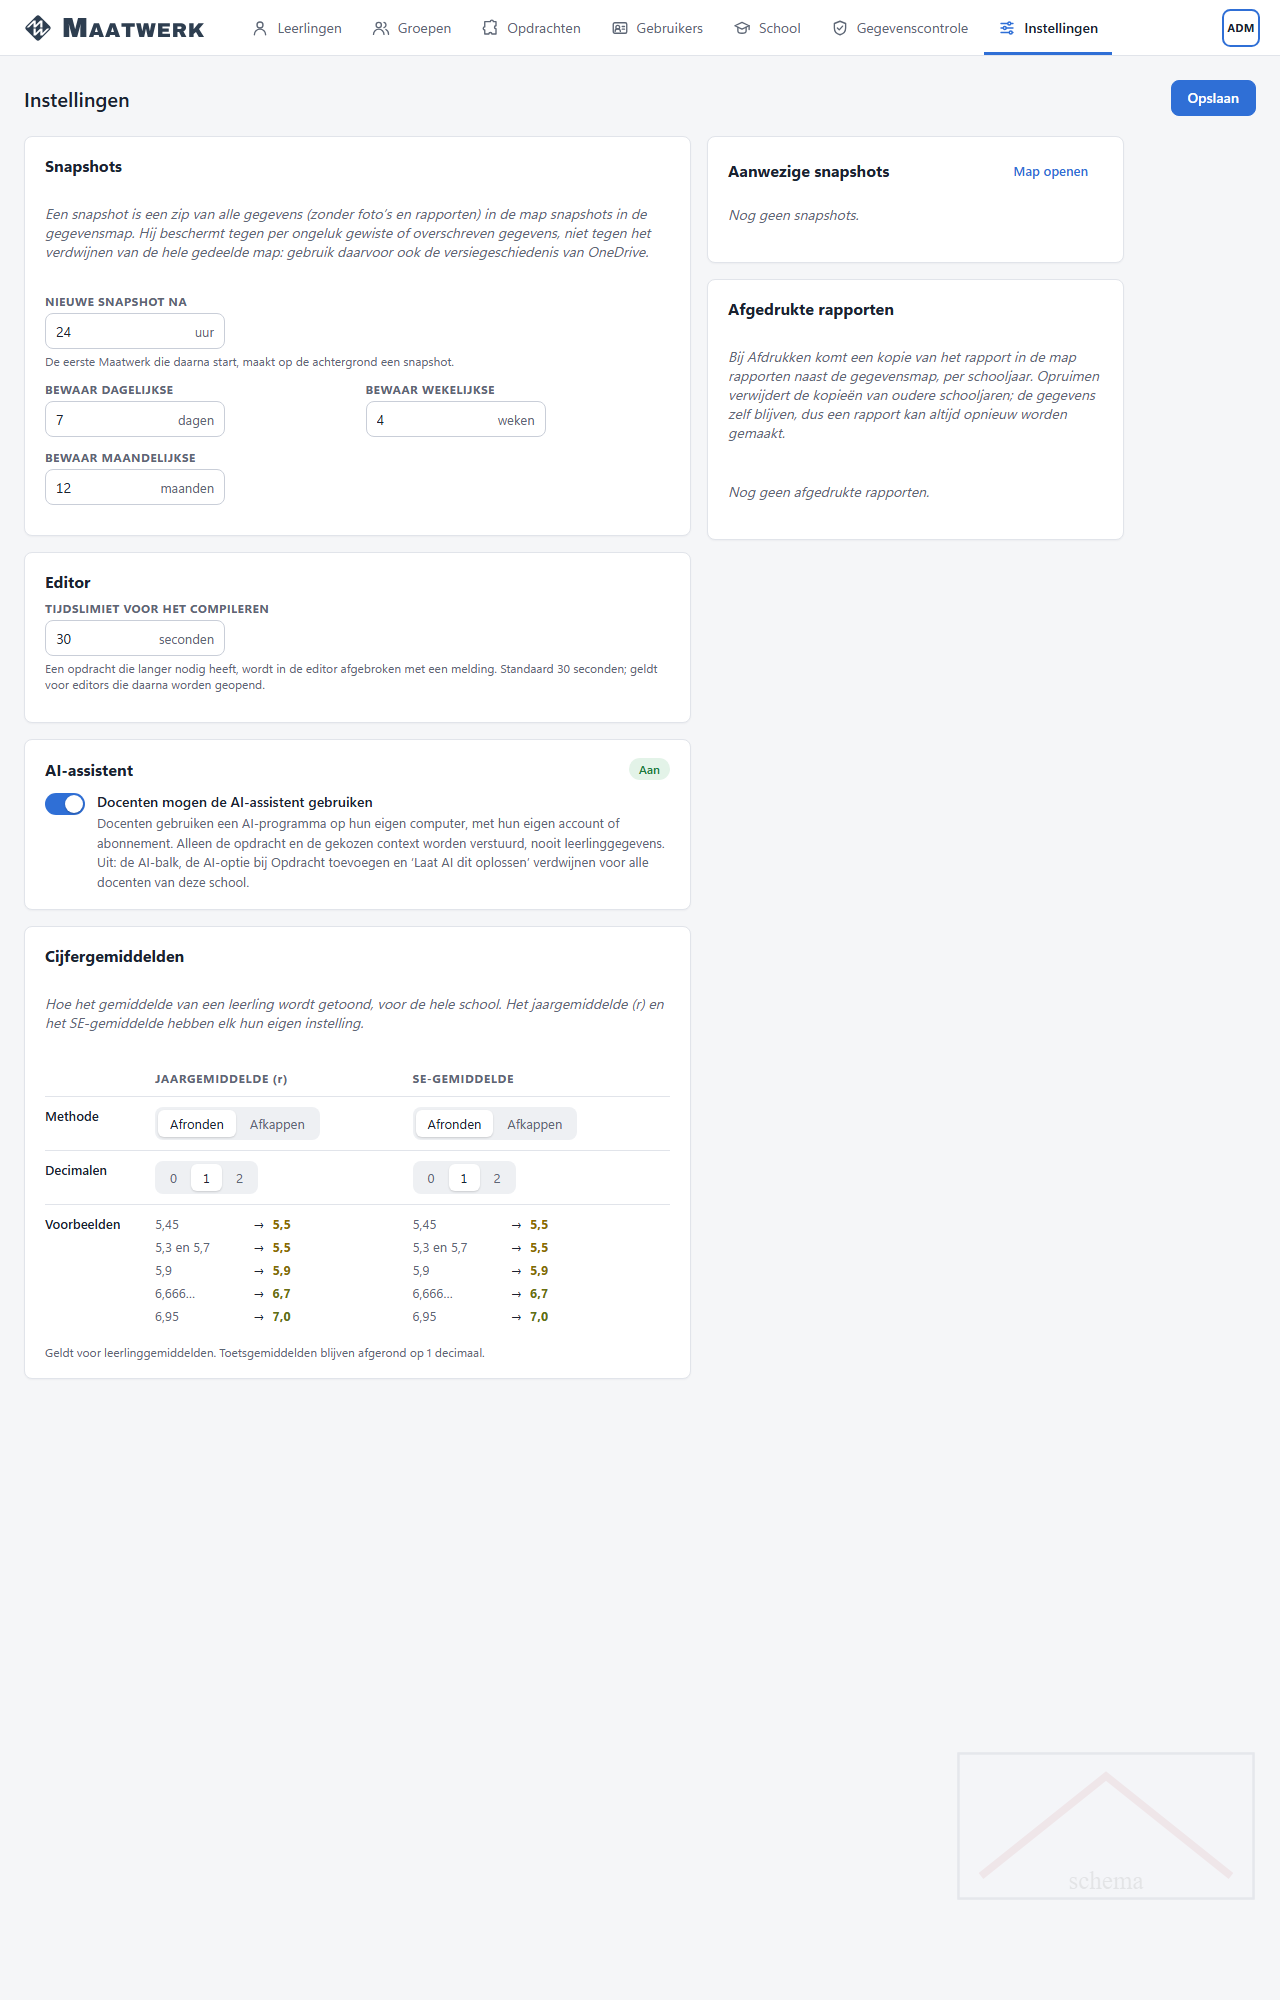 MAATWERK
Leerlingen
Groepen
Opdrachten
Gebruikers
School
Gegevenscontrole
Instellingen
ADM
Instellingen
Opslaan
Snapshots
Een snapshot is een zip van alle gegevens (zonder foto's en rapporten) in de map snapshots in de
gegevensmap. Hij beschermt tegen per ongeluk gewiste of overschreven gegevens, niet tegen het
verdwijnen van de hele gedeelde map: gebruik daarvoor ook de versiegeschiedenis van OneDrive.
NIEUWE SNAPSHOT NA
24 uur
De eerste Maatwerk die daarna start, maakt op de achtergrond een snapshot.
BEWAAR DAGELIJKSE
7 dagen
BEWAAR WEKELIJKSE
4 weken
BEWAAR MAANDELIJKSE
12 maanden
Aanwezige snapshots
Map openen
Nog geen snapshots.
Afgedrukte rapporten
Bij Afdrukken komt een kopie van het rapport in de map
rapporten naast de gegevensmap, per schooljaar. Opruimen
verwijdert de kopieën van oudere schooljaren; de gegevens
zelf blijven, dus een rapport kan altijd opnieuw worden
gemaakt.
Nog geen afgedrukte rapporten.
Editor
TIJDSLIMIET VOOR HET COMPILEREN
30 seconden
Een opdracht die langer nodig heeft, wordt in de editor afgebroken met een melding. Standaard 30 seconden; geldt
voor editors die daarna worden geopend.
AI-assistent
Aan
Docenten mogen de AI-assistent gebruiken
Docenten gebruiken een AI-programma op hun eigen computer, met hun eigen account of
abonnement. Alleen de opdracht en de gekozen context worden verstuurd, nooit leerlinggegevens.
Uit: de AI-balk, de AI-optie bij Opdracht toevoegen en 'Laat AI dit oplossen' verdwijnen voor alle
docenten van deze school.
Cijfergemiddelden
Hoe het gemiddelde van een leerling wordt getoond, voor de hele school. Het jaargemiddelde (r) en
het SE-gemiddelde hebben elk hun eigen instelling.
JAARGEMIDDELDE (r) SE-GEMIDDELDE
Methode Afronden Afkappen Afronden Afkappen
Decimalen 0 1 2 0 1 2
Voorbeelden 5,45 → 5,5 5,45 → 5,5
5,3 en 5,7 → 5,5 5,3 en 5,7 → 5,5
5,9 → 5,9 5,9 → 5,9
6,666... → 6,7 6,666... → 6,7
6,95 → 7,0 6,95 → 7,0
Geldt voor leerlinggemiddelden. Toetsgemiddelden blijven afgerond op 1 decimaal.
schema